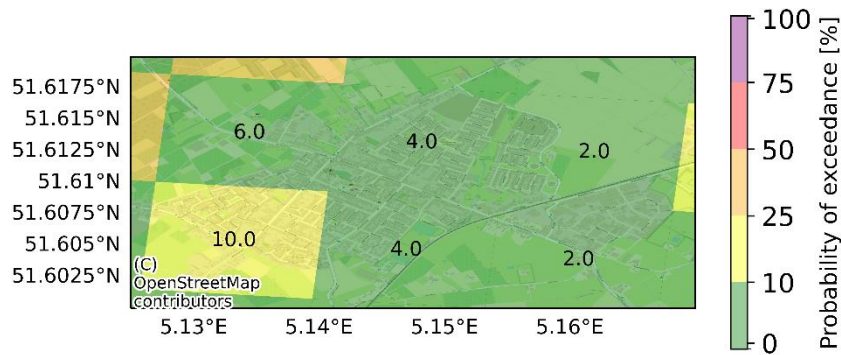 51.6175°N
51.615°N
51.6125°N
51.61°N
51.6075°N
51.605°N
51.6025°N
6.0
4.0
2.0
10.0
4.0
2.0
(C)
OpenStreetMap
contributors
5.13°E 5.14°E 5.15°E 5.16°E
100
75
50
25
10
0
Probability of exceedance [%]